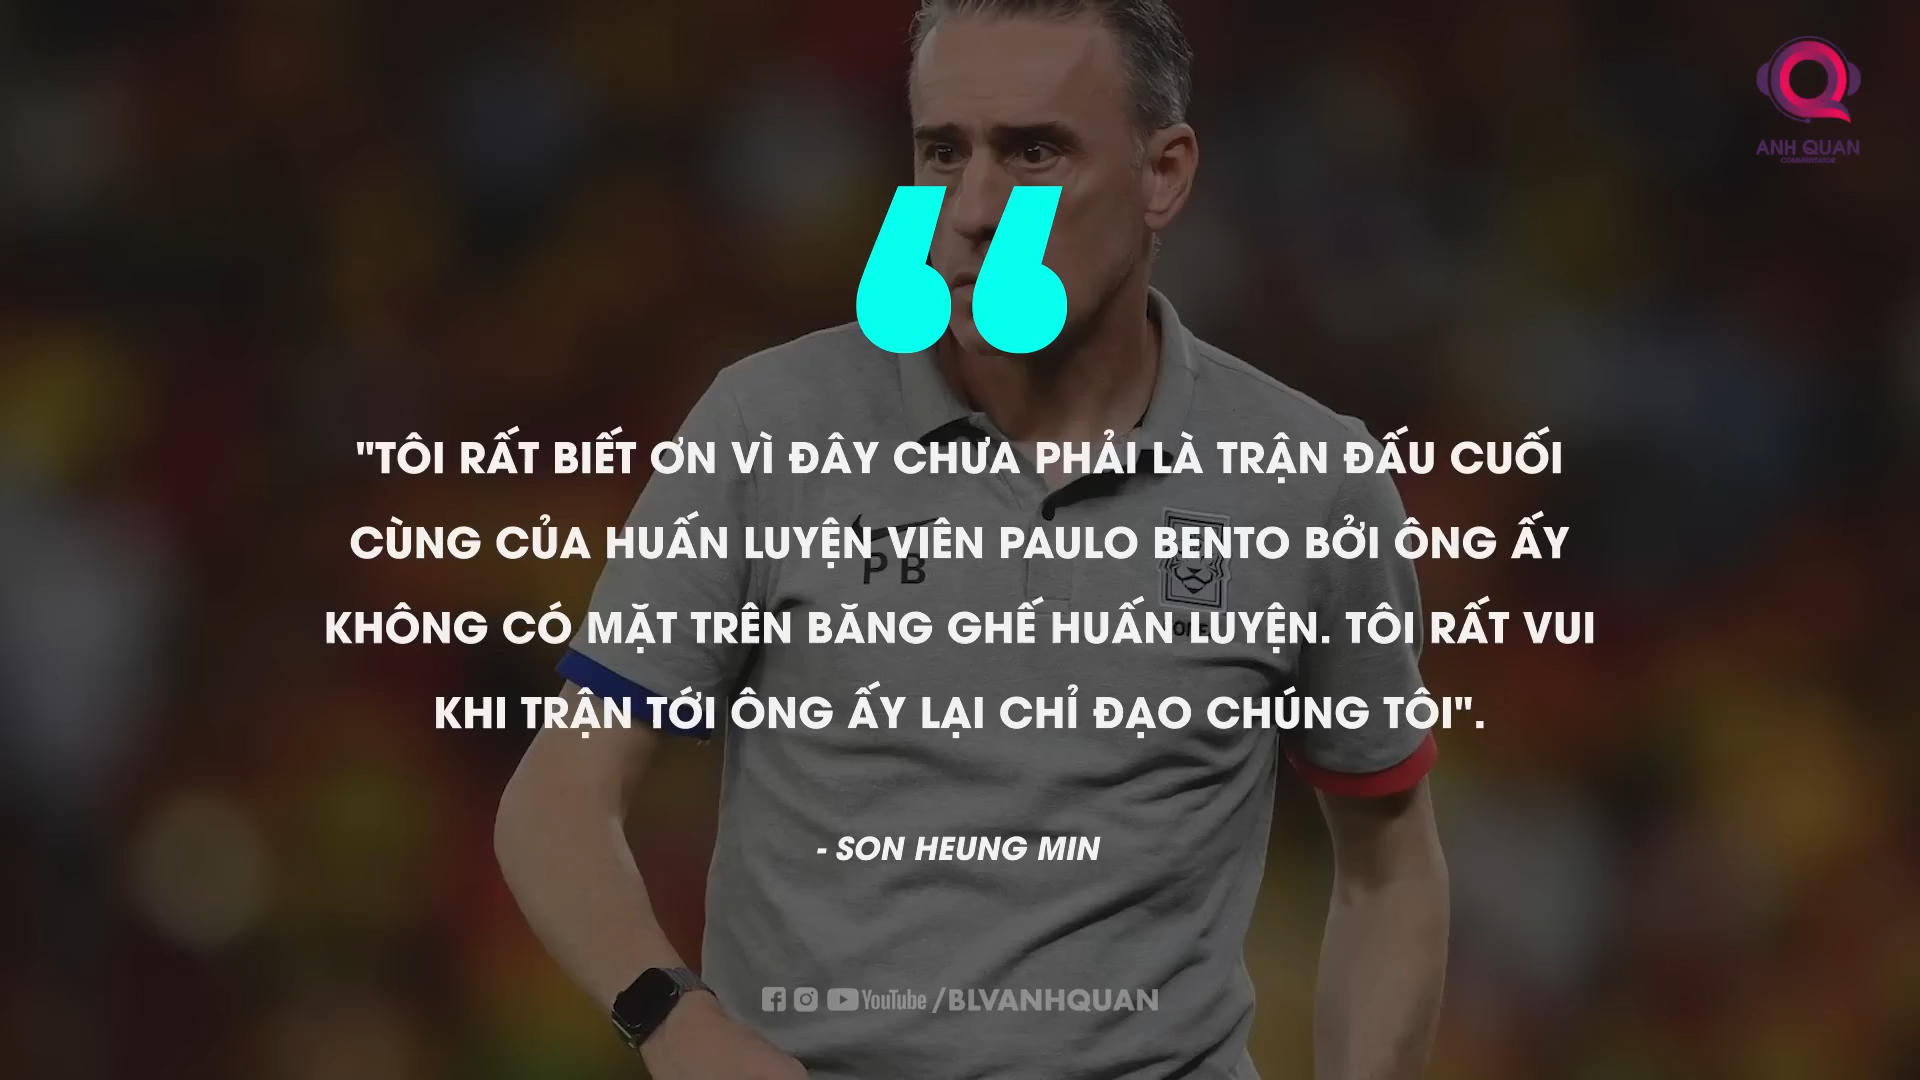 ANH QUAN
COMMENTATOR
"TÔI RẤT BIẾT ƠN VÌ ĐÂY CHƯA PHẢI LÀ TRẬN ĐẤU CUỐI
CÙNG CỦA HUẤN LUYỆN VIÊN PAULO BENTO BỞI ÔNG ẤY
P B
KHÔNG CÓ MẶT TRÊN BĂNG GHẾ HUẤN LUYỆN. TÔI RẤT VUI
KHI TRẬN TỚI ÔNG ẤY LẠI CHỈ ĐẠO CHÚNG TÔI".
- SON HEUNG MIN
YouTube /BLVANHQUAN